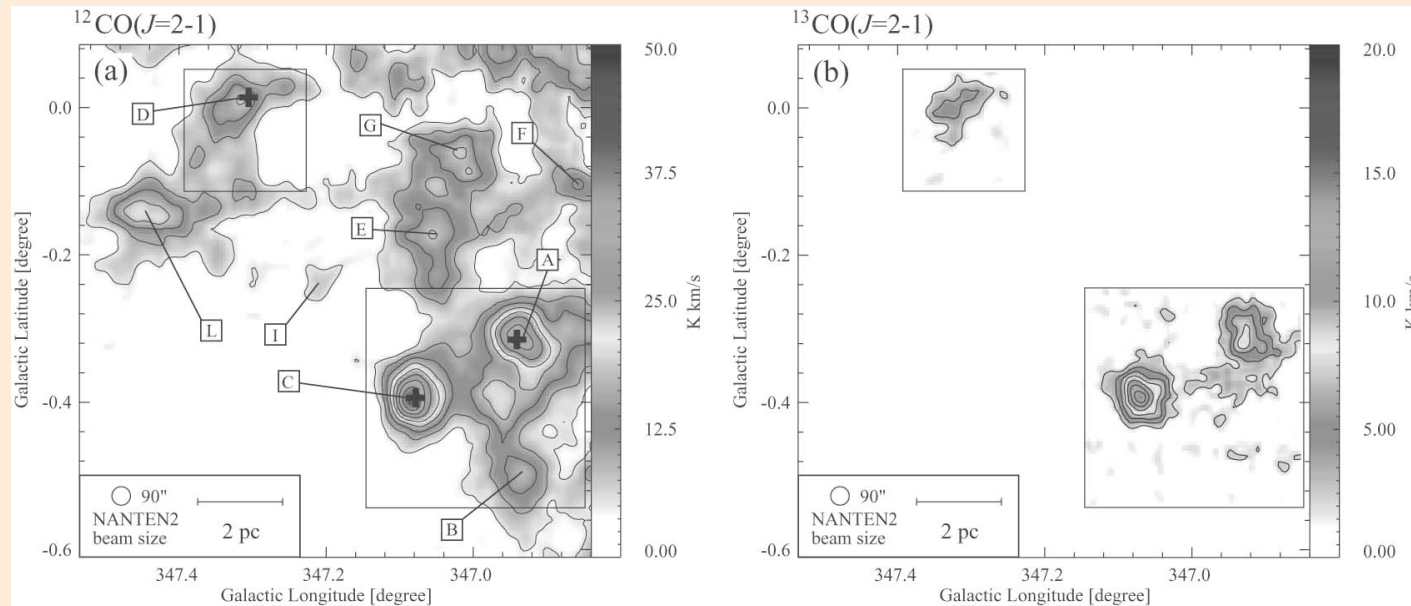 ¹²CO(J=2-1)
(a)
D
G
F
E
A
L
I
C
B
0.0
-0.2
-0.4
-0.6
347.4
347.2
347.0
Galactic Latitude [degree]
Galactic Longitude [degree]
90"
NANTEN2
beam size
2 pc
50.0
37.5
25.0
12.5
0.00
K km/s
¹³CO(J=2-1)
(b)
0.0
-0.2
-0.4
-0.6
347.4
347.2
347.0
Galactic Latitude [degree]
Galactic Longitude [degree]
90"
NANTEN2
beam size
2 pc
20.0
15.0
10.0
5.00
0.00
K km/s